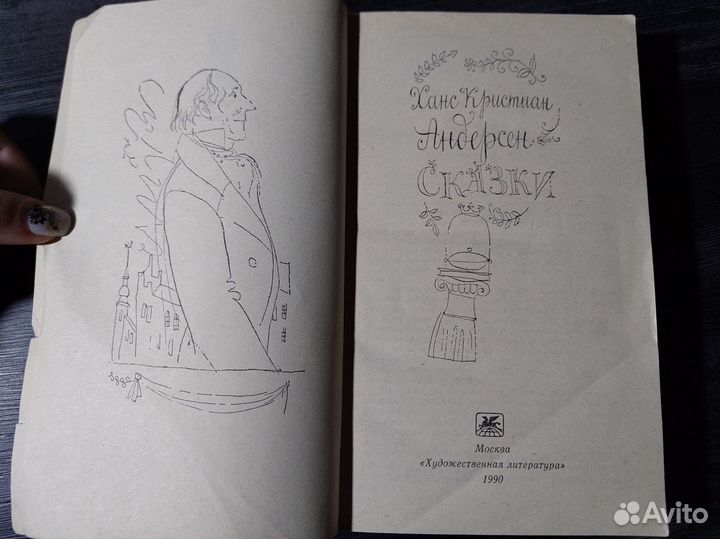 Ханс Кристиан
Андерсен
СКАЗКИ
Москва
«Художественная литература»
1990
Avito